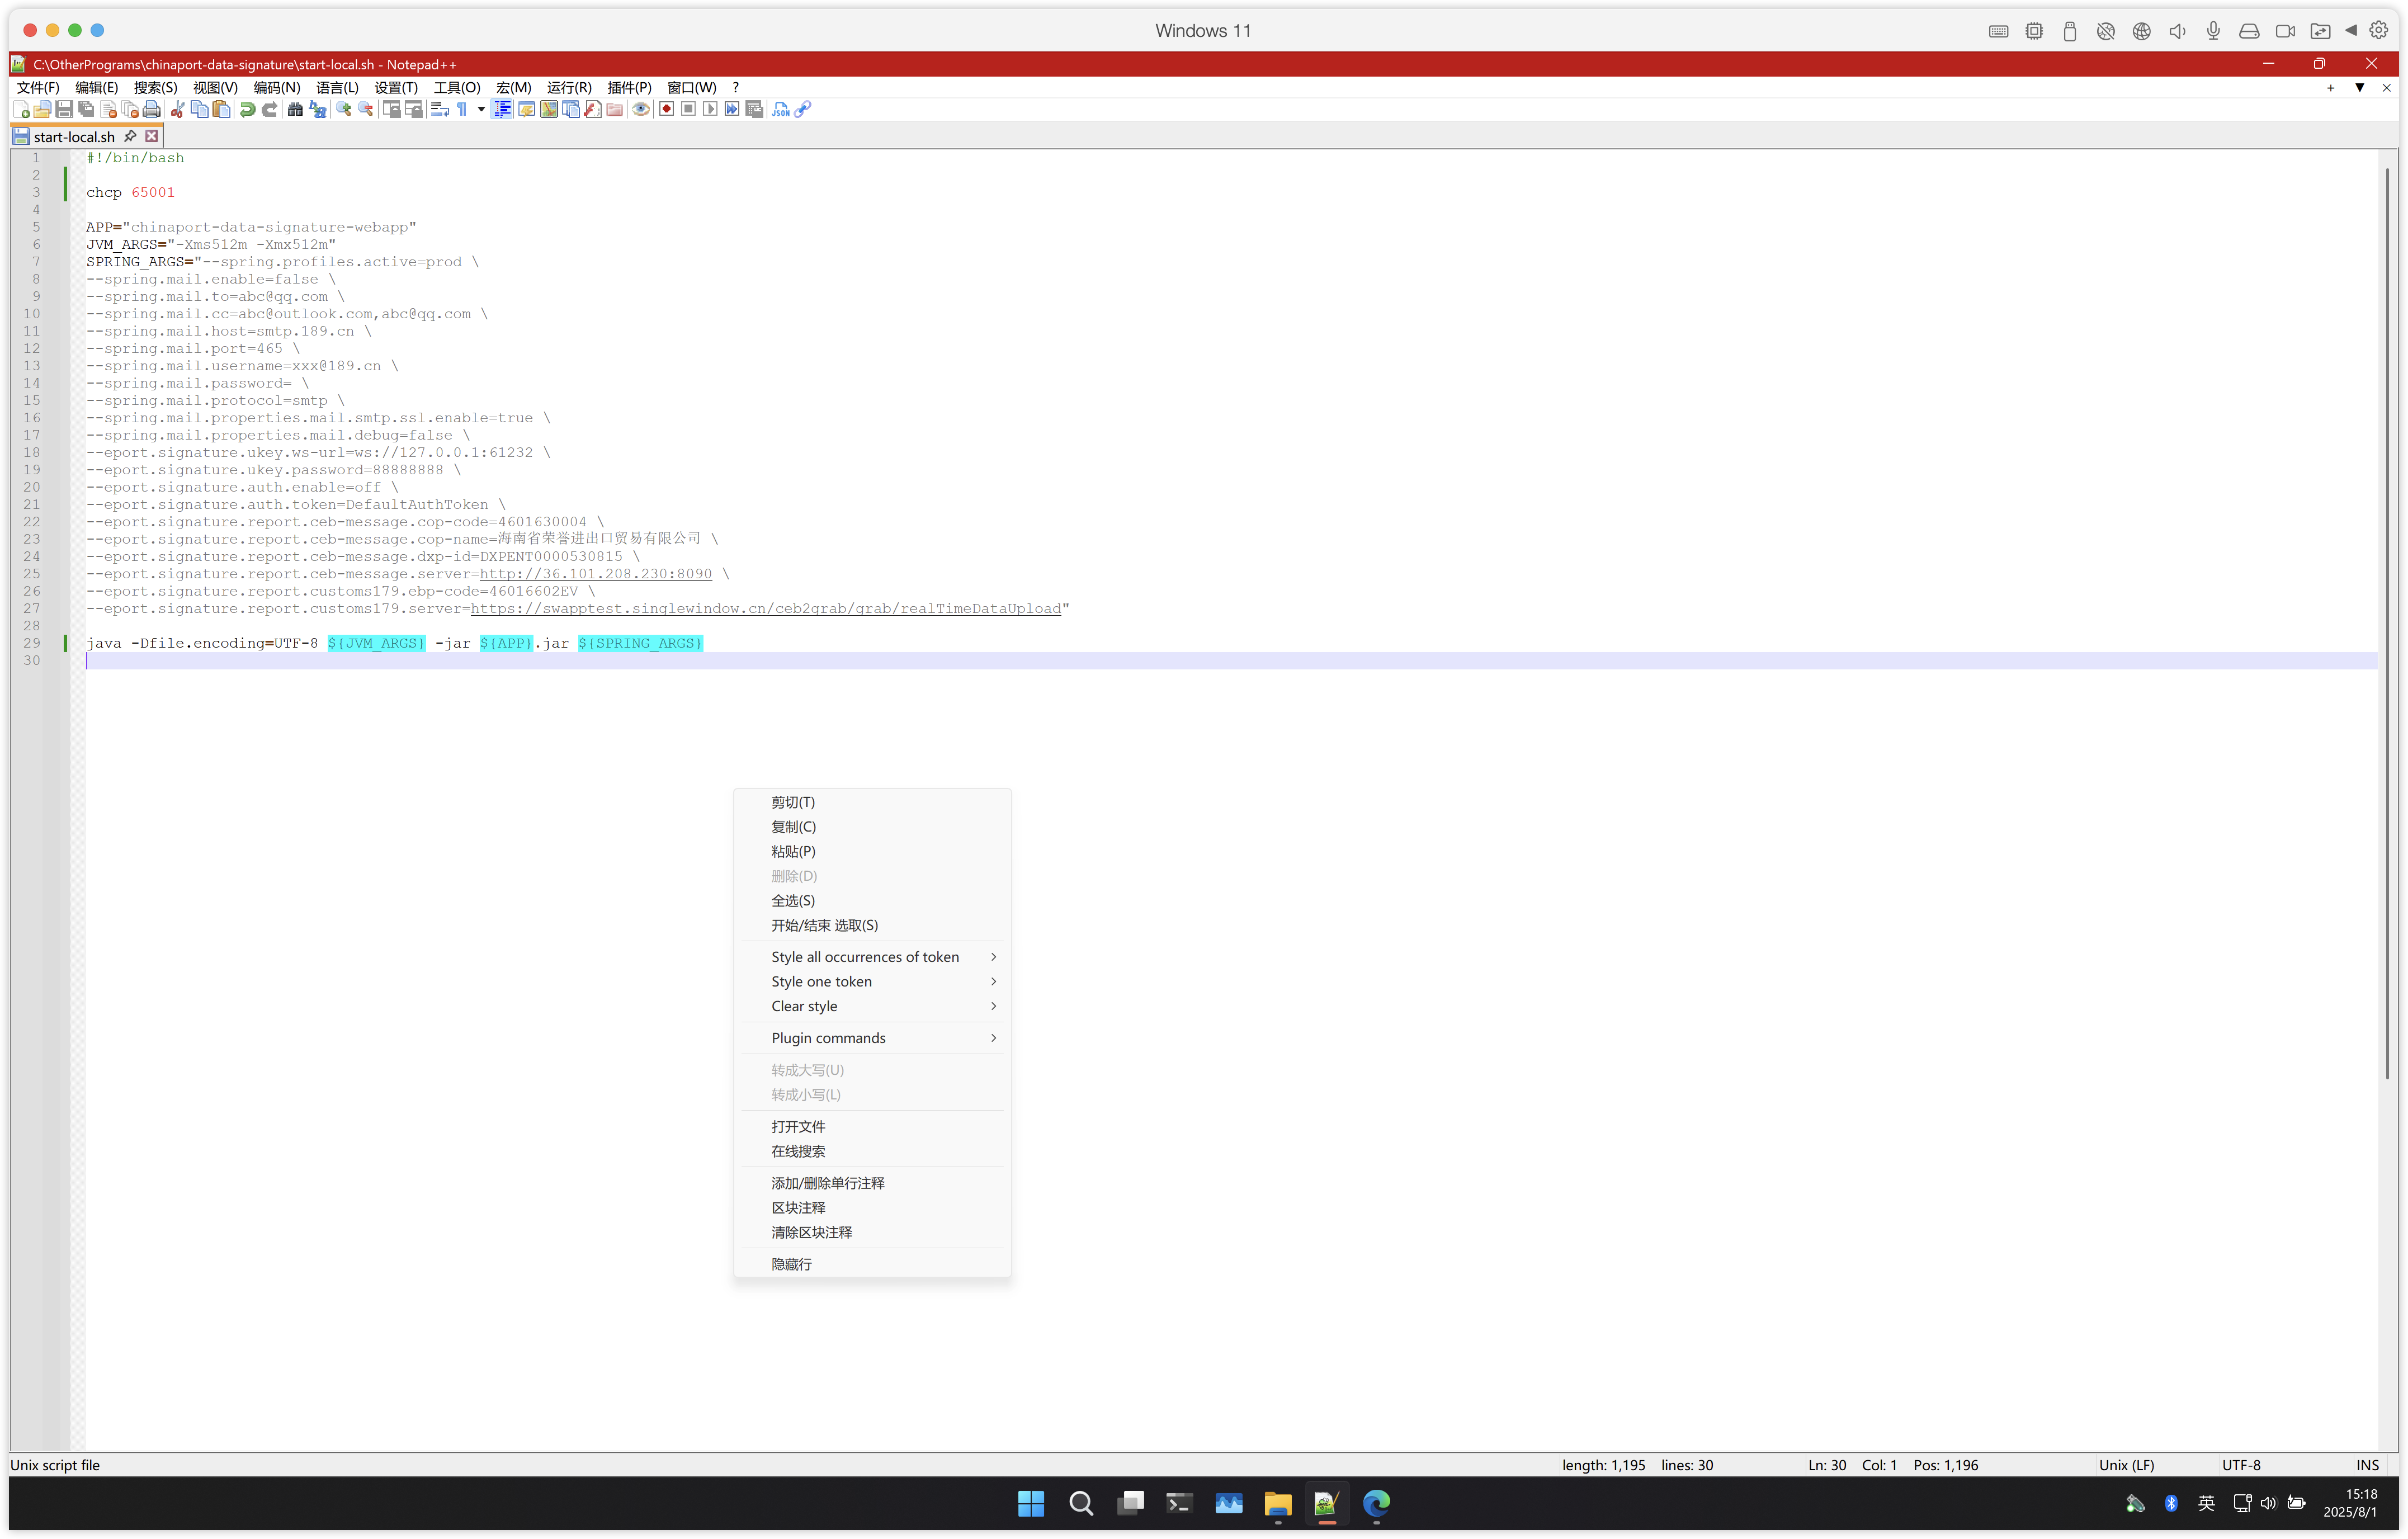 Windows 11
C:\OtherPrograms\chinaport-data-signature\start-local.sh - Notepad++
文件(F) 编辑(E) 搜索(S) 视图(V) 编码(N) 语言(L) 设置(T) 工具(O) 宏(M) 运行(R) 插件(P) 窗口(W) ?
start-local.sh
1 #!/bin/bash
2
3 chcp 65001
4
5 APP="chinaport-data-signature-webapp"
6 JVM_ARGS="-Xms512m -Xmx512m"
7 SPRING_ARGS="--spring.profiles.active=prod \
8 --spring.mail.enable=false \
9 --spring.mail.to=abc@qq.com \
10 --spring.mail.cc=abc@outlook.com,abc@qq.com \
11 --spring.mail.host=smtp.189.cn \
12 --spring.mail.port=465 \
13 --spring.mail.username=xxx@189.cn \
14 --spring.mail.password= \
15 --spring.mail.protocol=smtp \
16 --spring.mail.properties.mail.smtp.ssl.enable=true \
17 --spring.mail.properties.mail.debug=false \
18 --eport.signature.ukey.ws-url=ws://127.0.0.1:61232 \
19 --eport.signature.ukey.password=88888888 \
20 --eport.signature.auth.enable=off \
21 --eport.signature.auth.token=DefaultAuthToken \
22 --eport.signature.report.ceb-message.cop-code=4601630004 \
23 --eport.signature.report.ceb-message.cop-name=海南省荣誉进出口贸易有限公司 \
24 --eport.signature.report.ceb-message.dxp-id=DXPENT0000530815 \
25 --eport.signature.report.ceb-message.server=http://36.101.208.230:8090 \
26 --eport.signature.report.customs179.ebp-code=46016602EV \
27 --eport.signature.report.customs179.server=https://swapptest.singlewindow.cn/ceb2grab/grab/realTimeDataUpload"
28
29 java -Dfile.encoding=UTF-8 ${JVM_ARGS} -jar ${APP}.jar ${SPRING_ARGS}
30
剪切(T)
复制(C)
粘贴(P)
删除(D)
全选(S)
开始/结束 选取(S)
Style all occurrences of token
Style one token
Clear style
Plugin commands
转成大写(U)
转成小写(L)
打开文件
在线搜索
添加/删除单行注释
区块注释
清除区块注释
隐藏行
Unix script file length: 1,195 lines: 30 Ln: 30 Col: 1 Pos: 1,196 Unix (LF) UTF-8 INS
英
15:18
2025/8/1